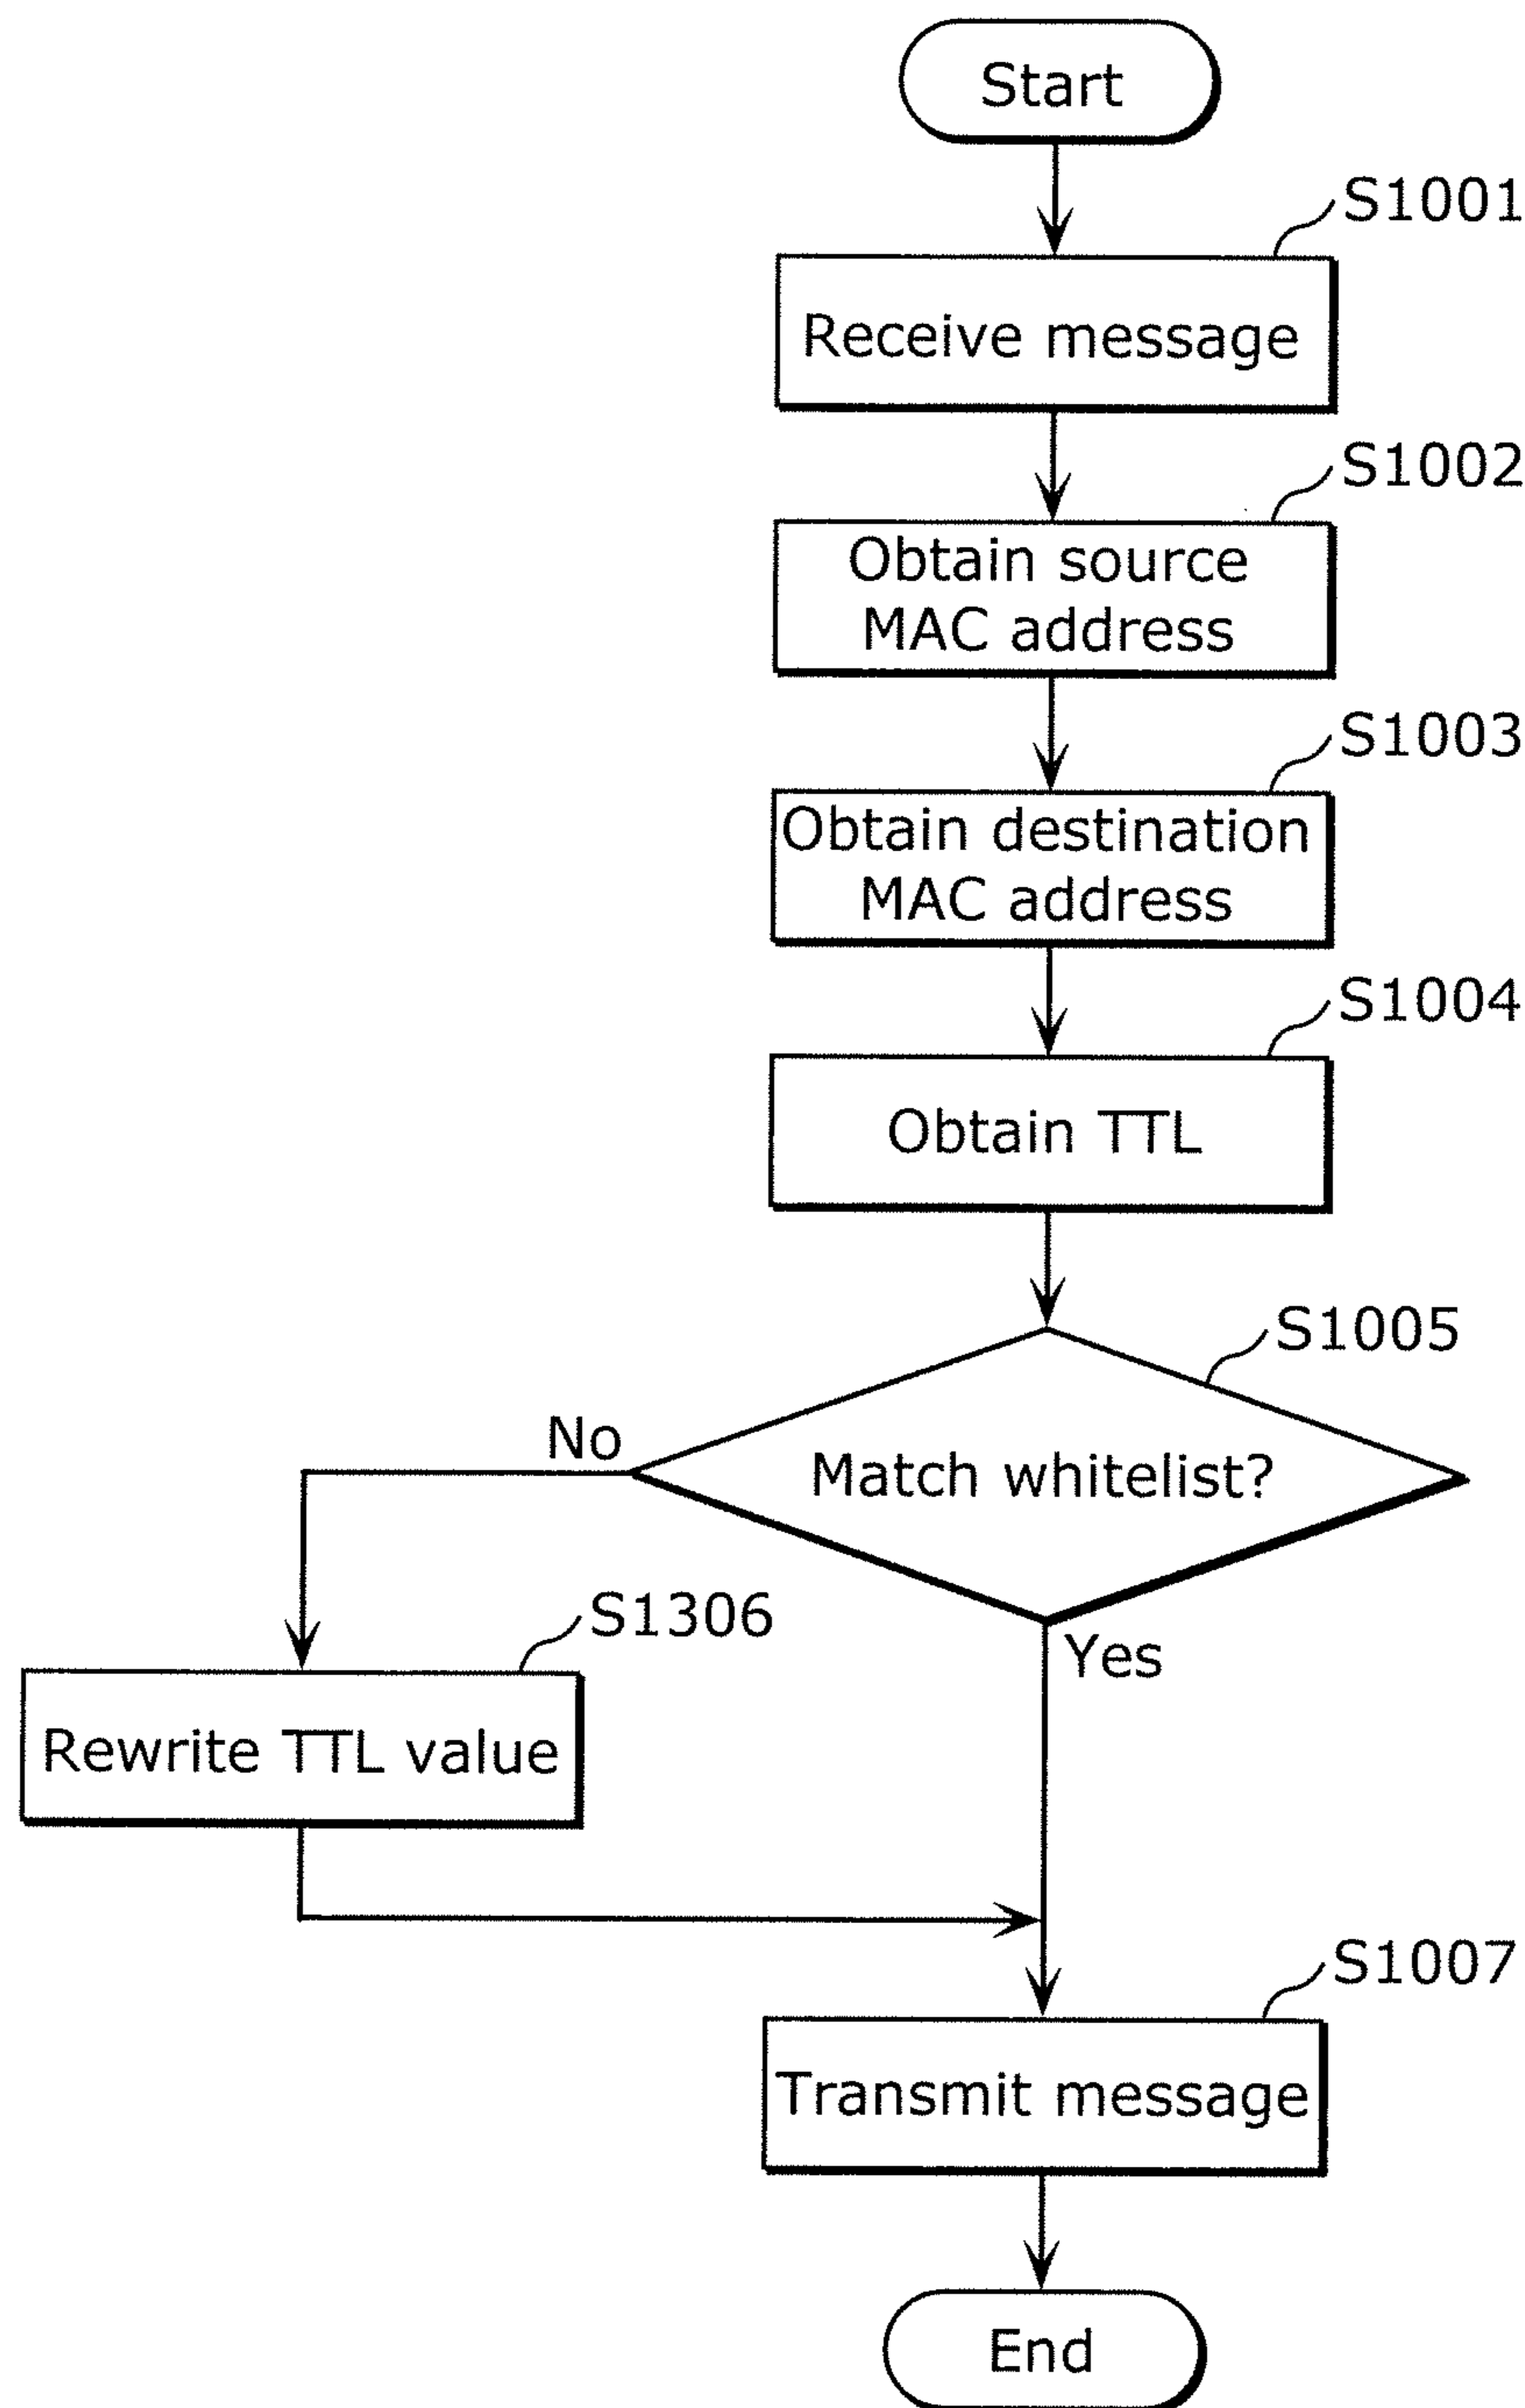 Start
S1001
Receive message
S1002
Obtain source
MAC address
S1003
Obtain destination
MAC address
S1004
Obtain TTL
S1005
No
Match whitelist?
S1306
Yes
Rewrite TTL value
S1007
Transmit message
End